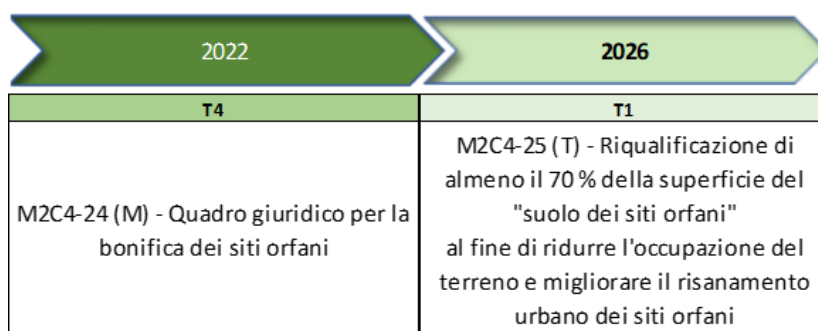 2022
2026
T4
T1
M2C4-24 (M) - Quadro giuridico per la
bonifica dei siti orfani
M2C4-25 (T) - Riqualificazione di
almeno il 70 % della superficie del
"suolo dei siti orfani"
al fine di ridurre l'occupazione del
terreno e migliorare il risanamento
urbano dei siti orfani